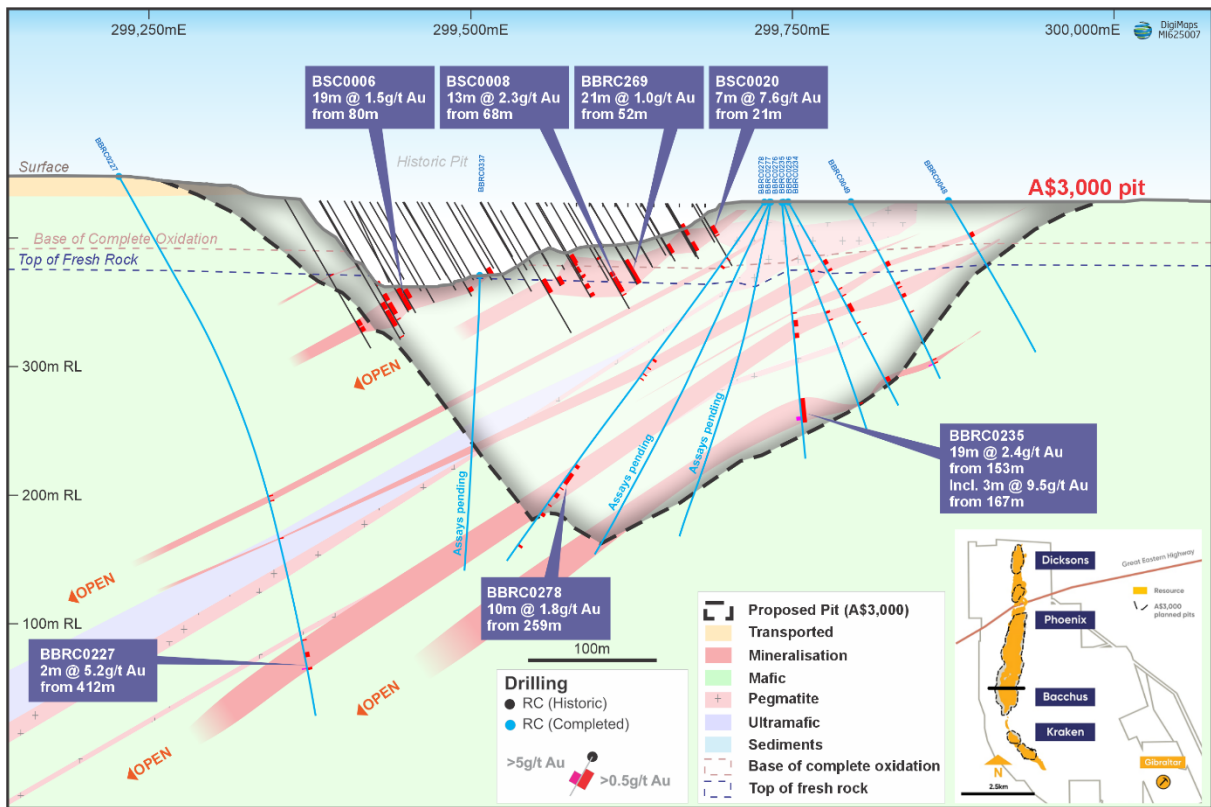 299,250mE
299,500mE
299,750mE
300,000mE
DigiMaps
MI625007
BSC0006
19m @ 1.5g/t Au
from 80m
BSC0008
13m @ 2.3g/t Au
from 68m
BBRC269
21m @ 1.0g/t Au
from 52m
BSC0020
7m @ 7.6g/t Au
from 21m
BBRC0227
Historic Pit
BBRC0337
BBRC0278
BBRC0277
BBRC0276
BBRC0235
BBRC0236
BBRC0234
BBRC0049
BBRC0048
Surface
A$3,000 pit
Base of Complete Oxidation
Top of Fresh Rock
300m RL
OPEN
200m RL
Assays pending
Assays pending
Assays pending
BBRC0235
19m @ 2.4g/t Au
from 153m
Incl. 3m @ 9.5g/t Au
from 167m
OPEN
BBRC0278
10m @ 1.8g/t Au
from 259m
100m RL
BBRC0227
2m @ 5.2g/t Au
from 412m
OPEN
OPEN
100m
Drilling
RC (Historic)
RC (Completed)
>5g/t Au
>0.5g/t Au
Proposed Pit (A$3,000)
Transported
Mineralisation
Mafic
Pegmatite
Ultramafic
Sediments
Base of complete oxidation
Top of fresh rock
Dicksons
Great Eastern Highway
Resource
A$3,000
planned pits
Phoenix
Bacchus
Kraken
Gibraltar
N
2.5km